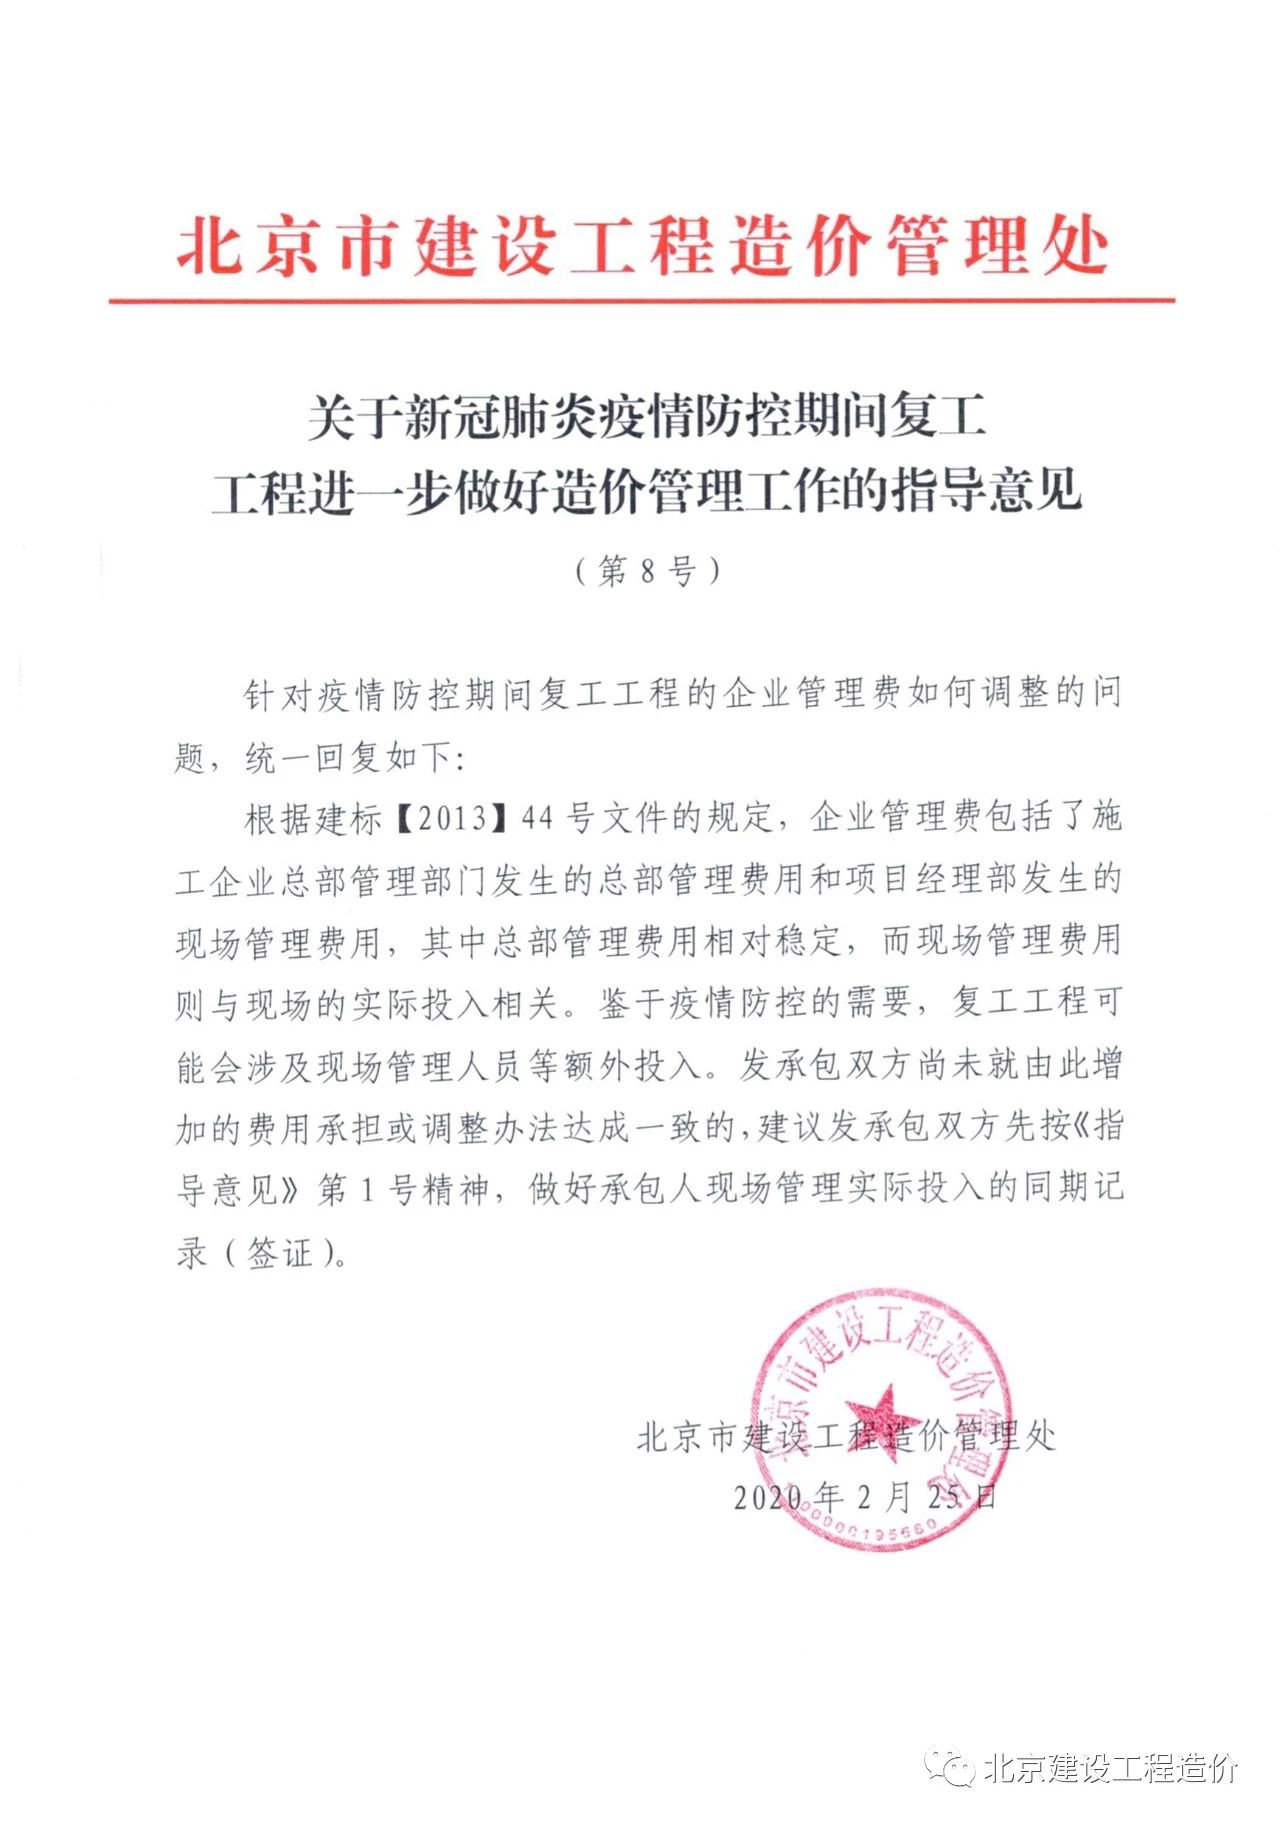 北京市建设工程造价管理处
关于新冠肺炎疫情防控期间复工
工程进一步做好造价管理工作的指导意见
（第8号）
针对疫情防控期间复工工程的企业管理费如何调整的问
题，统一回复如下：
根据建标【2013】44号文件的规定，企业管理费包括了施
工企业总部管理部门发生的总部管理费用和项目经理部发生的
现场管理费用，其中总部管理费用相对稳定，而现场管理费用
则与现场的实际投入相关。鉴于疫情防控的需要，复工工程可
能会涉及现场管理人员等额外投入。发承包双方尚未就由此增
加的费用承担或调整办法达成一致的，建议发承包双方先按《指
导意见》第1号精神，做好承包人现场管理实际投入的同期记
录（签证）。
北京市建设工程造价管理处
北京市建设工程造价管理处
2020年2月25日
北京建设工程造价